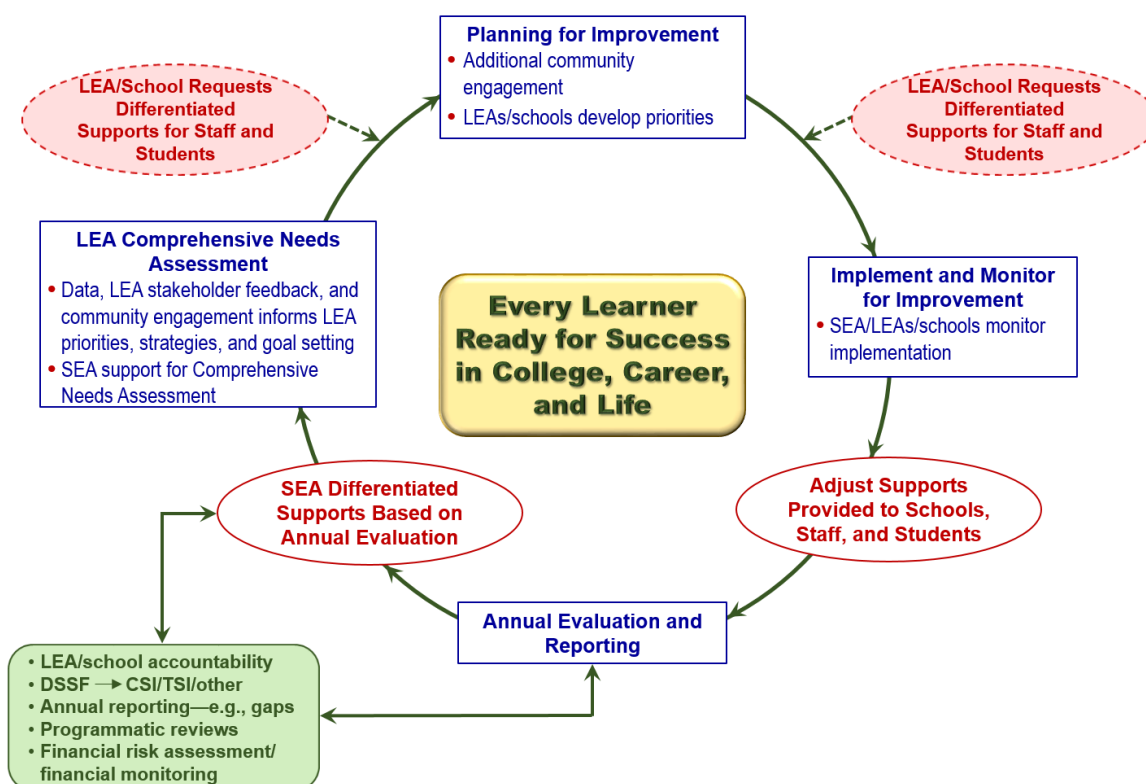 Planning for Improvement
• Additional community
engagement
• LEAs/schools develop priorities
LEA/School Requests
Differentiated
Supports for Staff and
Students
LEA/School Requests
Differentiated
Supports for Staff and
Students
LEA Comprehensive Needs
Assessment
• Data, LEA stakeholder feedback, and
community engagement informs LEA
priorities, strategies, and goal setting
• SEA support for Comprehensive
Needs Assessment
Every Learner
Ready for Success
in College, Career,
and Life
Implement and Monitor
for Improvement
• SEA/LEAs/schools monitor
implementation
SEA Differentiated
Supports Based on
Annual Evaluation
Adjust Supports
Provided to Schools,
Staff, and Students
Annual Evaluation and
Reporting
• LEA/school accountability
• DSSF → CSI/TSI/other
• Annual reporting—e.g., gaps
• Programmatic reviews
• Financial risk assessment/
financial monitoring